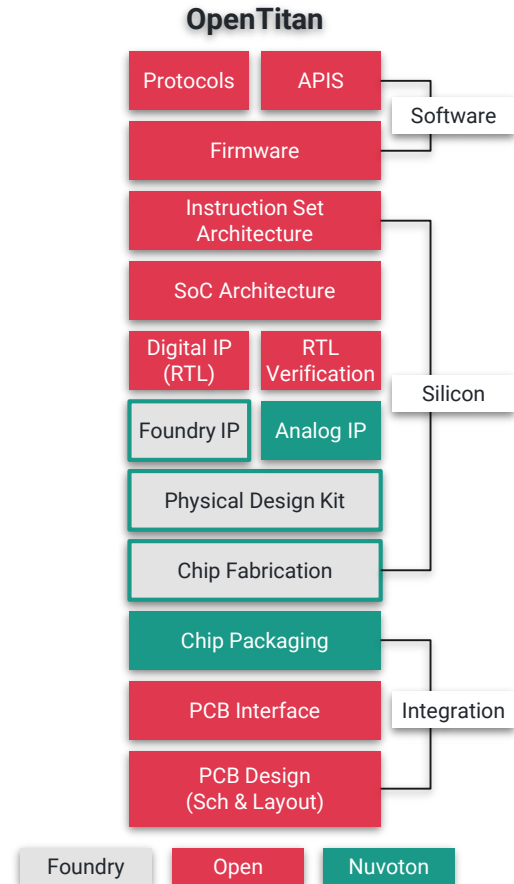 OpenTitan
Protocols
APIS
Software
Firmware
Instruction Set
Architecture
SoC Architecture
Digital IP
(RTL)
RTL
Verification
Silicon
Foundry IP
Analog IP
Physical Design Kit
Chip Fabrication
Chip Packaging
PCB Interface
Integration
PCB Design
(Sch & Layout)
Foundry
Open
Nuvoton